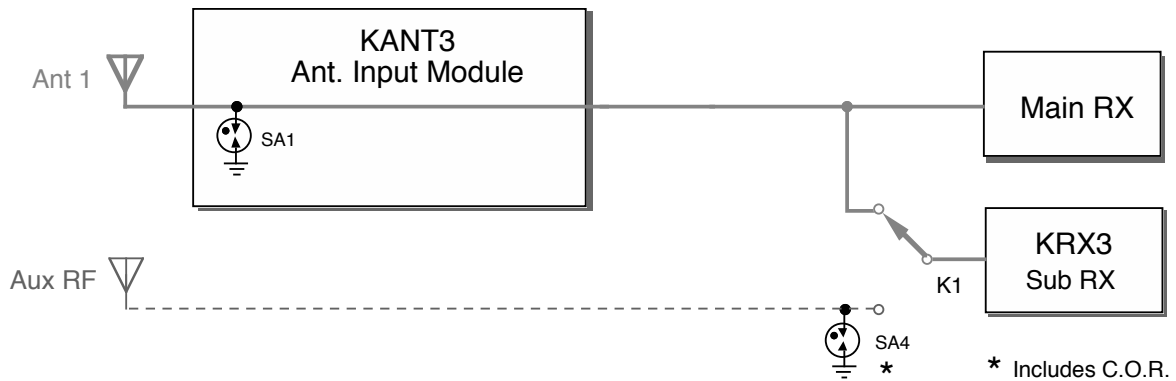 KANT3
Ant. Input Module
Ant 1
SA1
Main RX
KRX3
Sub RX
K1
Aux RF
SA4
*
* Includes C.O.R.